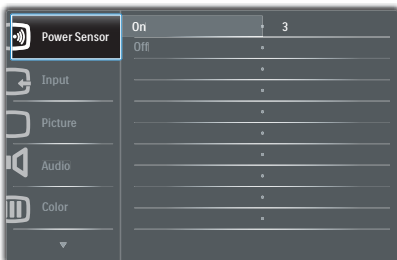 Power Sensor
On 3
Off
Input
Picture
Audio
Color